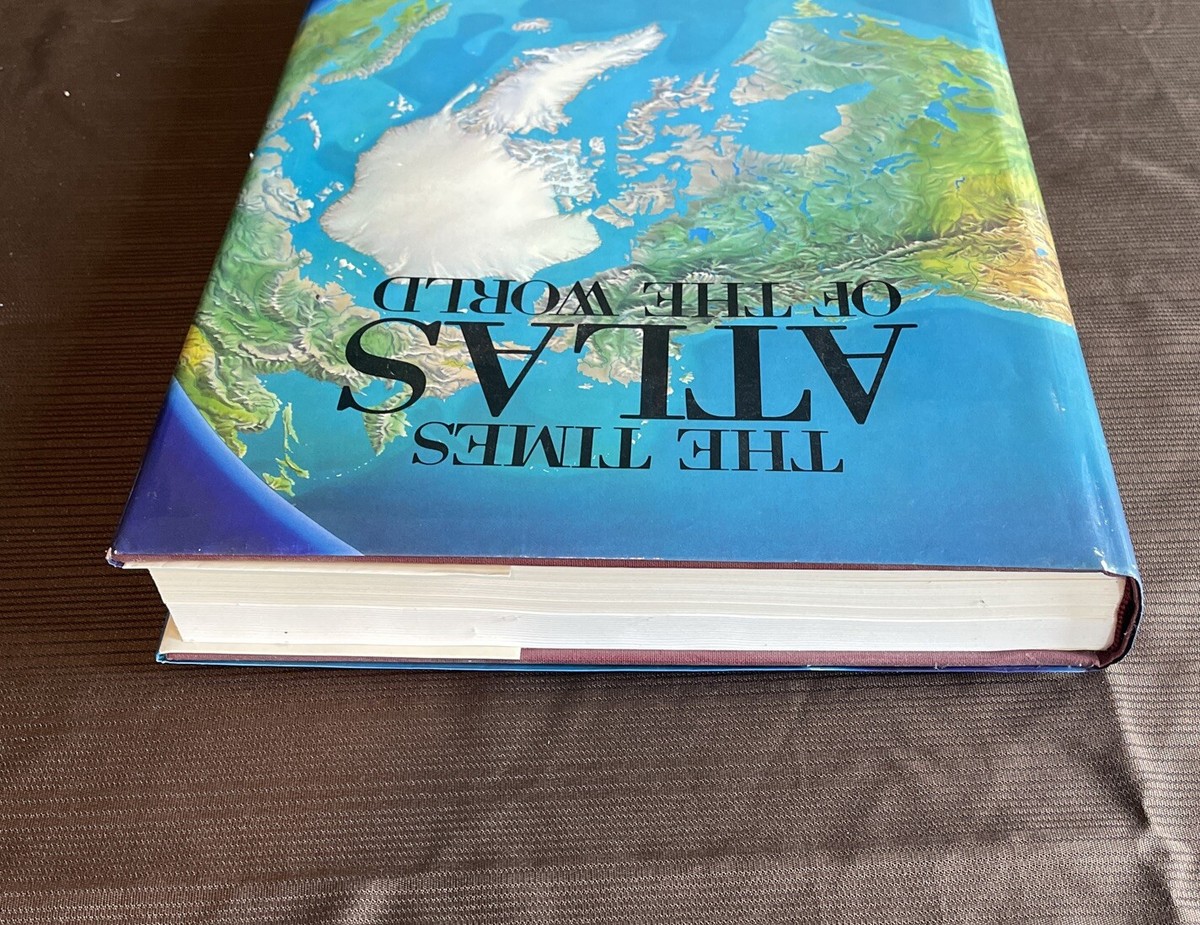 THE TIMES
ATLAS
OF THE WORLD